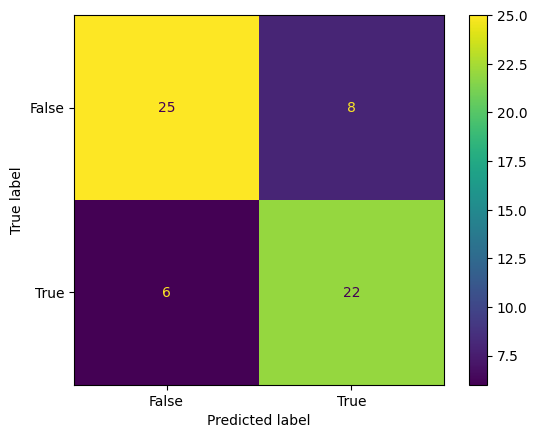 25.0
25 8
False
22.5
20.0
17.5
True label
15.0
12.5
True
6 22
10.0
7.5
False True
Predicted label